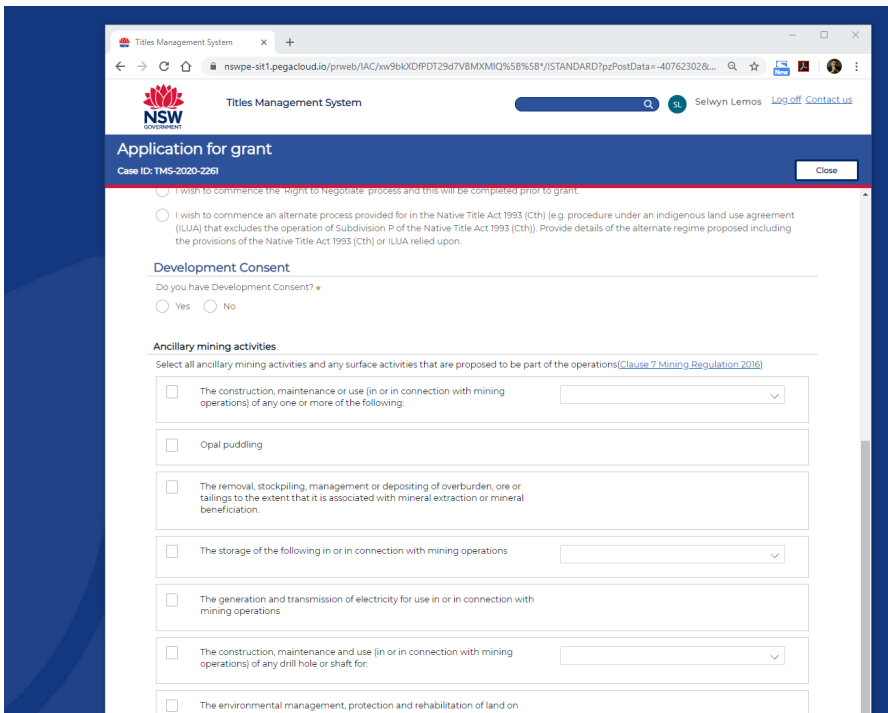 Titles Management System
nswpe-sit1.pegacloud.io/prweb/IAC/xw9bkXDfPDT29d7VBMXMIQ%5B%5B*/!STANDARD?pzPostData=-40762302&...
New
NSW
GOVERNMENT
Titles Management System
SL
Selwyn Lemos
Log off
Contact us
Application for grant
Case ID: TMS-2020-2261
Close
I wish to commence the 'Right to Negotiate' process and this will be completed prior to grant.
I wish to commence an alternate process provided for in the Native Title Act 1993 (Cth) (e.g. procedure under an indigenous land use agreement
(ILUA) that excludes the operation of Subdivision P of the Native Title Act 1993 (Cth)). Provide details of the alternate regime proposed including
the provisions of the Native Title Act 1993 (Cth) or ILUA relied upon.
Development Consent
Do you have Development Consent? *
Yes No
Ancillary mining activities
Select all ancillary mining activities and any surface activities that are proposed to be part of the operations(Clause 7 Mining Regulation 2016)
The construction, maintenance or use (in or in connection with mining
operations) of any one or more of the following:
Opal puddling
The removal, stockpiling, management or depositing of overburden, ore or
tailings to the extent that it is associated with mineral extraction or mineral
beneficiation.
The storage of the following in or in connection with mining operations
The generation and transmission of electricity for use in or in connection with
mining operations
The construction, maintenance and use (in or in connection with mining
operations) of any drill hole or shaft for:
The environmental management, protection and rehabilitation of land on